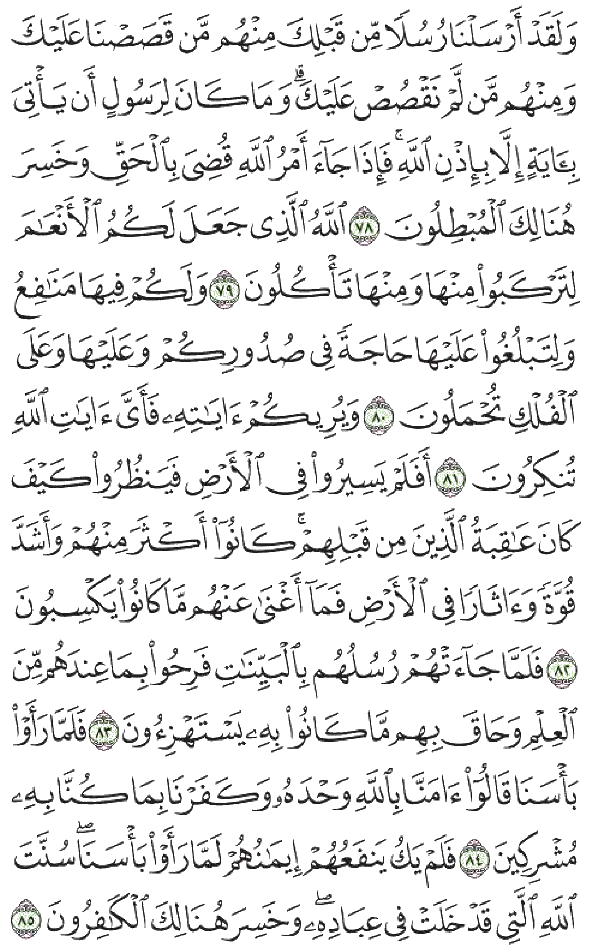 وَلَقَدْ أَرْسَلْنَا رُسُلًا مِّن قَبْلِكَ مِنْهُم مَّن قَصَصْنَا عَلَيْكَ
وَمِنْهُم مَّن لَّمْ نَقْصُصْ عَلَيْكَ ۗ وَمَا كَانَ لِرَسُولٍ أَن يَأْتِىَ
بِـَٔايَةٍ إِلَّا بِإِذْنِ ٱللَّهِ ۚ فَإِذَا جَآءَ أَمْرُ ٱللَّهِ قُضِىَ بِٱلْحَقِّ وَخَسِرَ
هُنَالِكَ ٱلْمُبْطِلُونَ ٧٨ ٱللَّهُ ٱلَّذِى جَعَلَ لَكُمُ ٱلْأَنْعَٰمَ
لِتَرْكَبُوا۟ مِنْهَا وَمِنْهَا تَأْكُلُونَ ٧٩ وَلَكُمْ فِيهَا مَنَٰفِعُ
وَلِتَبْلُغُوا۟ عَلَيْهَا حَاجَةً فِى صُدُورِكُمْ وَعَلَيْهَا وَعَلَى
ٱلْفُلْكِ تُحْمَلُونَ ٨٠ وَيُرِيكُمْ ءَايَٰتِهِۦ فَأَىَّ ءَايَٰتِ ٱللَّهِ
تُنكِرُونَ ٨١ أَفَلَمْ يَسِيرُوا۟ فِى ٱلْأَرْضِ فَيَنظُرُوا۟ كَيْفَ
كَانَ عَٰقِبَةُ ٱلَّذِينَ مِن قَبْلِهِمْ ۚ كَانُوٓا۟ أَكْثَرَ مِنْهُمْ وَأَشَدَّ
قُوَّةً وَءَاثَارًا فِى ٱلْأَرْضِ فَمَآ أَغْنَىٰ عَنْهُم مَّا كَانُوا۟ يَكْسِبُونَ
٨٢ فَلَمَّا جَآءَتْهُمْ رُسُلُهُم بِٱلْبَيِّنَٰتِ فَرِحُوا۟ بِمَا عِندَهُم مِّنَ
ٱلْعِلْمِ وَحَاقَ بِهِم مَّا كَانُوا۟ بِهِۦ يَسْتَهْزِءُونَ ٨٣ فَلَمَّا رَأَوْا۟
بَأْسَنَا قَالُوٓا۟ ءَامَنَّا بِٱللَّهِ وَحْدَهُۥ وَكَفَرْنَا بِمَا كُنَّا بِهِۦ
مُشْرِكِينَ ٨٤ فَلَمْ يَكُ يَنفَعُهُمْ إِيمَٰنُهُمْ لَمَّا رَأَوْا۟ بَأْسَنَا ۖ سُنَّتَ
ٱللَّهِ ٱلَّتِى قَدْ خَلَتْ فِى عِبَادِهِۦ ۖ وَخَسِرَ هُنَالِكَ ٱلْكَٰفِرُونَ ٨٥